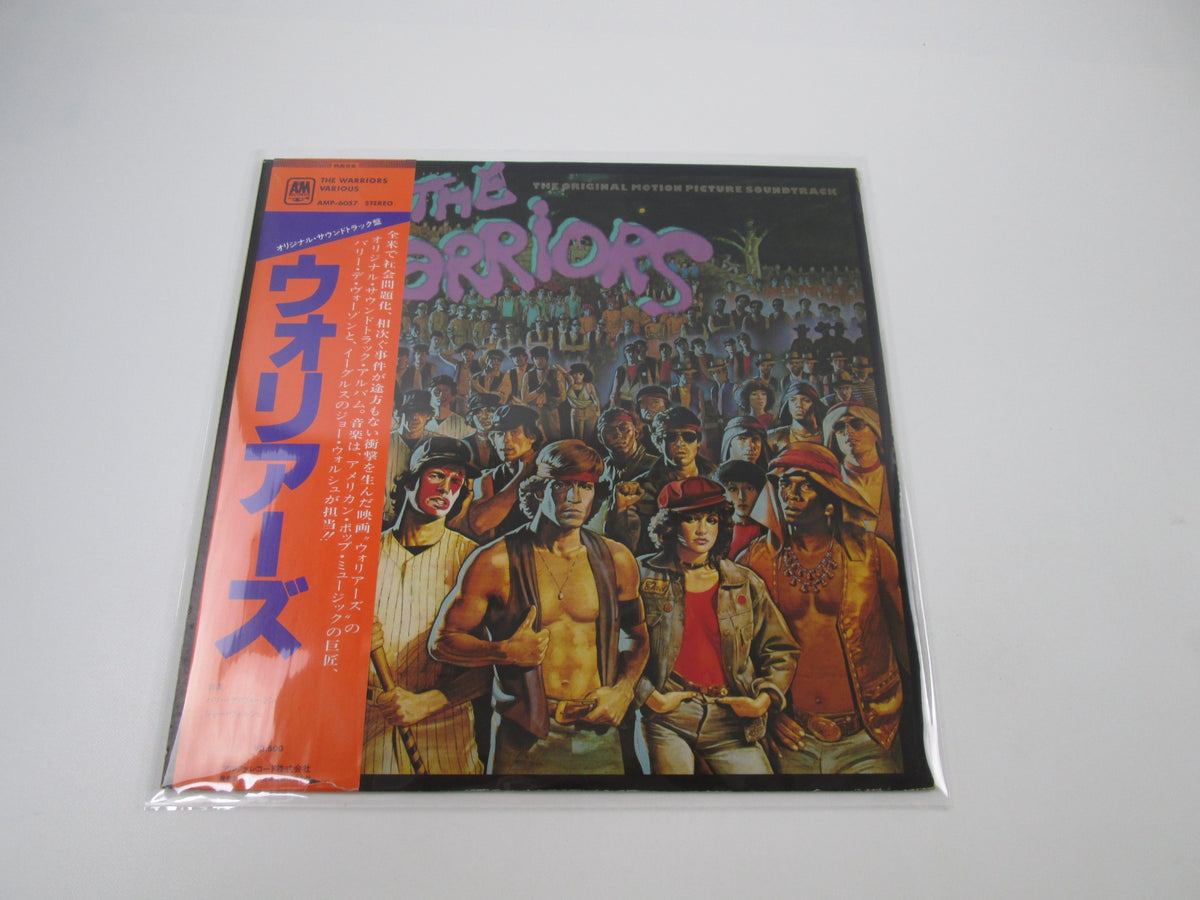 AM
THE WARRIORS
VARIOUS
AMP-6057 STEREO
オリジナル・サウンドトラック盤
ウォリアーズ
全米で社会問題化、相次ぐ事件が途方もない衝撃を生んだ映画"ウォリアーズ"の
オリジナル・サウンドトラック・アルバム。音楽は、アメリカン・ポップ・ミュージックの巨匠、
バリー・デ・ヴォーゾンと、イーグルスのジョー・ウォルシュが担当!!
THE
ARRIORS
THE ORIGINAL MOTION PICTURE SOUNDTRACK